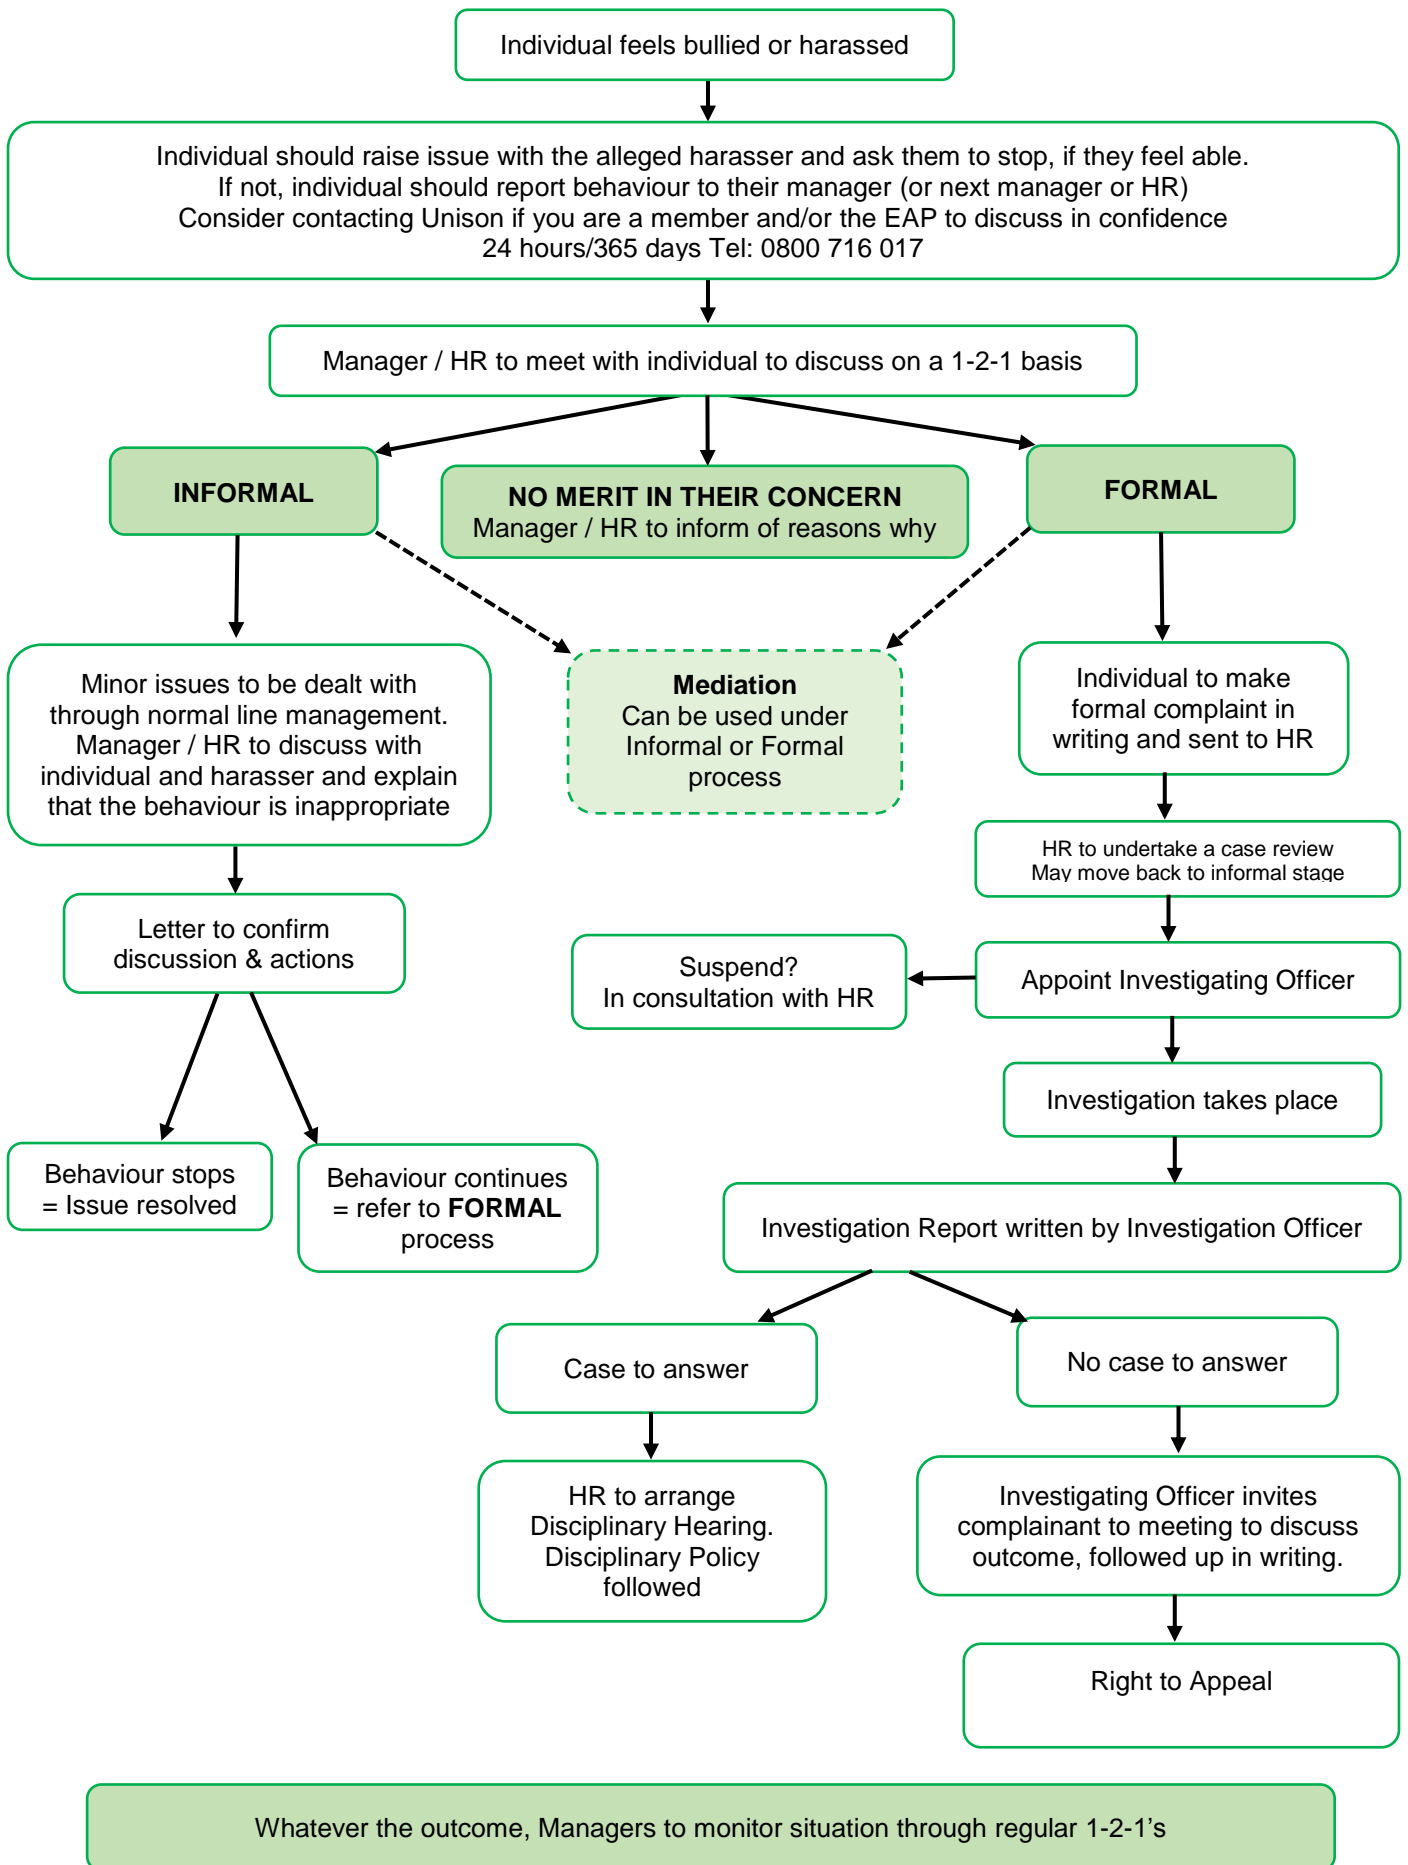 Individual feels bullied or harassed
Individual should raise issue with the alleged harasser and ask them to stop, if they feel able.
If not, individual should report behaviour to their manager (or next manager or HR)
Consider contacting Unison if you are a member and/or the EAP to discuss in confidence
24 hours/365 days Tel: 0800 716 017
Manager / HR to meet with individual to discuss on a 1-2-1 basis
INFORMAL
NO MERIT IN THEIR CONCERN
Manager / HR to inform of reasons why
FORMAL
Minor issues to be dealt with
through normal line management.
Manager / HR to discuss with
individual and harasser and explain
that the behaviour is inappropriate
Mediation
Can be used under
Informal or Formal
process
Individual to make
formal complaint in
writing and sent to HR
HR to undertake a case review
May move back to informal stage
Letter to confirm
discussion & actions
Suspend?
In consultation with HR
Appoint Investigating Officer
Investigation takes place
Behaviour stops
= Issue resolved
Behaviour continues
= refer to FORMAL
process
Investigation Report written by Investigation Officer
Case to answer
No case to answer
HR to arrange
Disciplinary Hearing.
Disciplinary Policy
followed
Investigating Officer invites
complainant to meeting to discuss
outcome, followed up in writing.
Right to Appeal
Whatever the outcome, Managers to monitor situation through regular 1-2-1’s